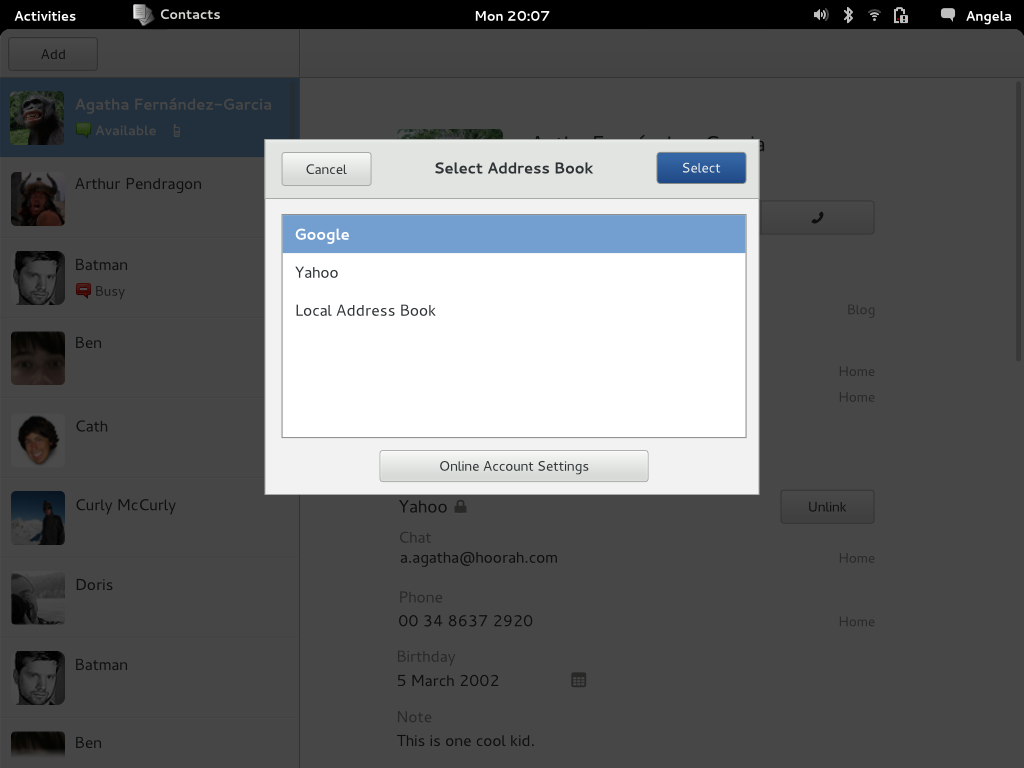 Activities
Contacts
Mon 20:07
Angela
Add
Agatha Fernández-Garcia
Available
Arthur Pendragon
Batman
Busy
Ben
Cath
Curly McCurly
Doris
Batman
Ben
Cancel
Select Address Book
Select
Google
Yahoo
Local Address Book
Online Account Settings
Blog
Home
Home
Yahoo
Unlink
Chat
a.agatha@hoorah.com
Home
Phone
00 34 8637 2920
Home
Birthday
5 March 2002
Note
This is one cool kid.